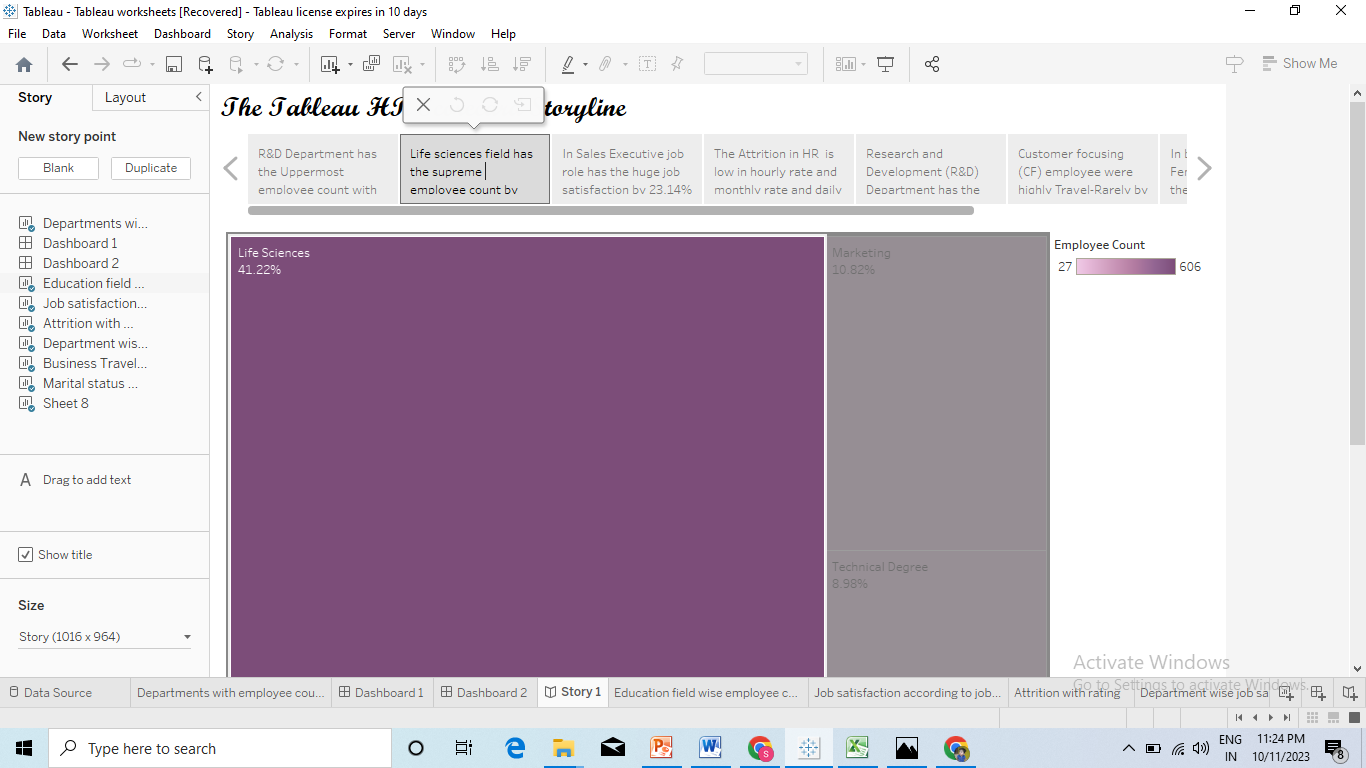 Tableau - Tableau worksheets [Recovered] - Tableau license expires in 10 days
File Data Worksheet Dashboard Story Analysis Format Server Window Help
Show Me
Story Layout
New story point
Blank Duplicate
Departments wi...
Dashboard 1
Dashboard 2
Education field ...
Job satisfaction...
Attrition with ...
Department wis...
Business Travel...
Marital status ...
Sheet 8
A Drag to add text
Show title
Size
Story (1016 x 964)
The Tableau
R&D Department has
the Uppermost
employee count with
Life sciences field has
the supreme
employee count by
In Sales Executive job
role has the huge job
satisfaction by 23.14%
The Attrition in HR is
low in hourly rate and
monthly rate and daily
Research and
Development (R&D)
Department has the
Customer focusing
(CF) employee were
highly Travel-Rarely by
In
the
Life Sciences
41.22%
Marketing
10.82%
Technical Degree
8.98%
Employee Count
27 606
Activate Windows
Go to Settings to activate Windows.
Data Source Departments with employee cou... Dashboard 1 Dashboard 2 Story 1 Education field wise employee c... Job satisfaction according to job... Attrition with rating Department wise job sa
Type here to search
ENG
IN
11:24 PM
10/11/2023
8